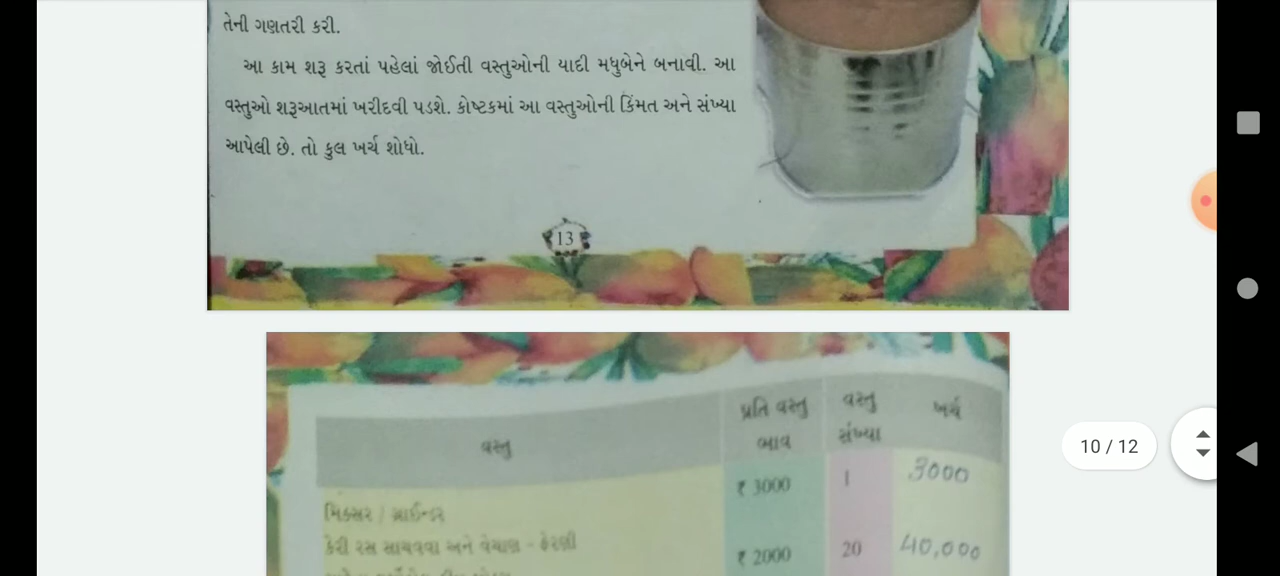 તેની ગણતરી કરી.
આ કામ શરૂ કરતાં પહેલાં જોઈતી વસ્તુઓની યાદી મધુબેને બનાવી. આ
વસ્તુઓ શરૂઆતમાં ખરીદવી પડશે. કોષ્ટકમાં આ વસ્તુઓની કિંમત અને સંખ્યા
આપેલી છે. તો કુલ ખર્ચ શોધો.
13
વસ્તુ
પ્રતિ વસ્તુ
ભાવ
વસ્તુ
સંખ્યા
ખર્ચ
મિક્સર / ગ્રાઈન્ડર
₹ 3000
1
3000
કેરી રસ સાચવવા અને વેચાણ - ફેરણી
₹ 2000
20
40,000
10 / 12